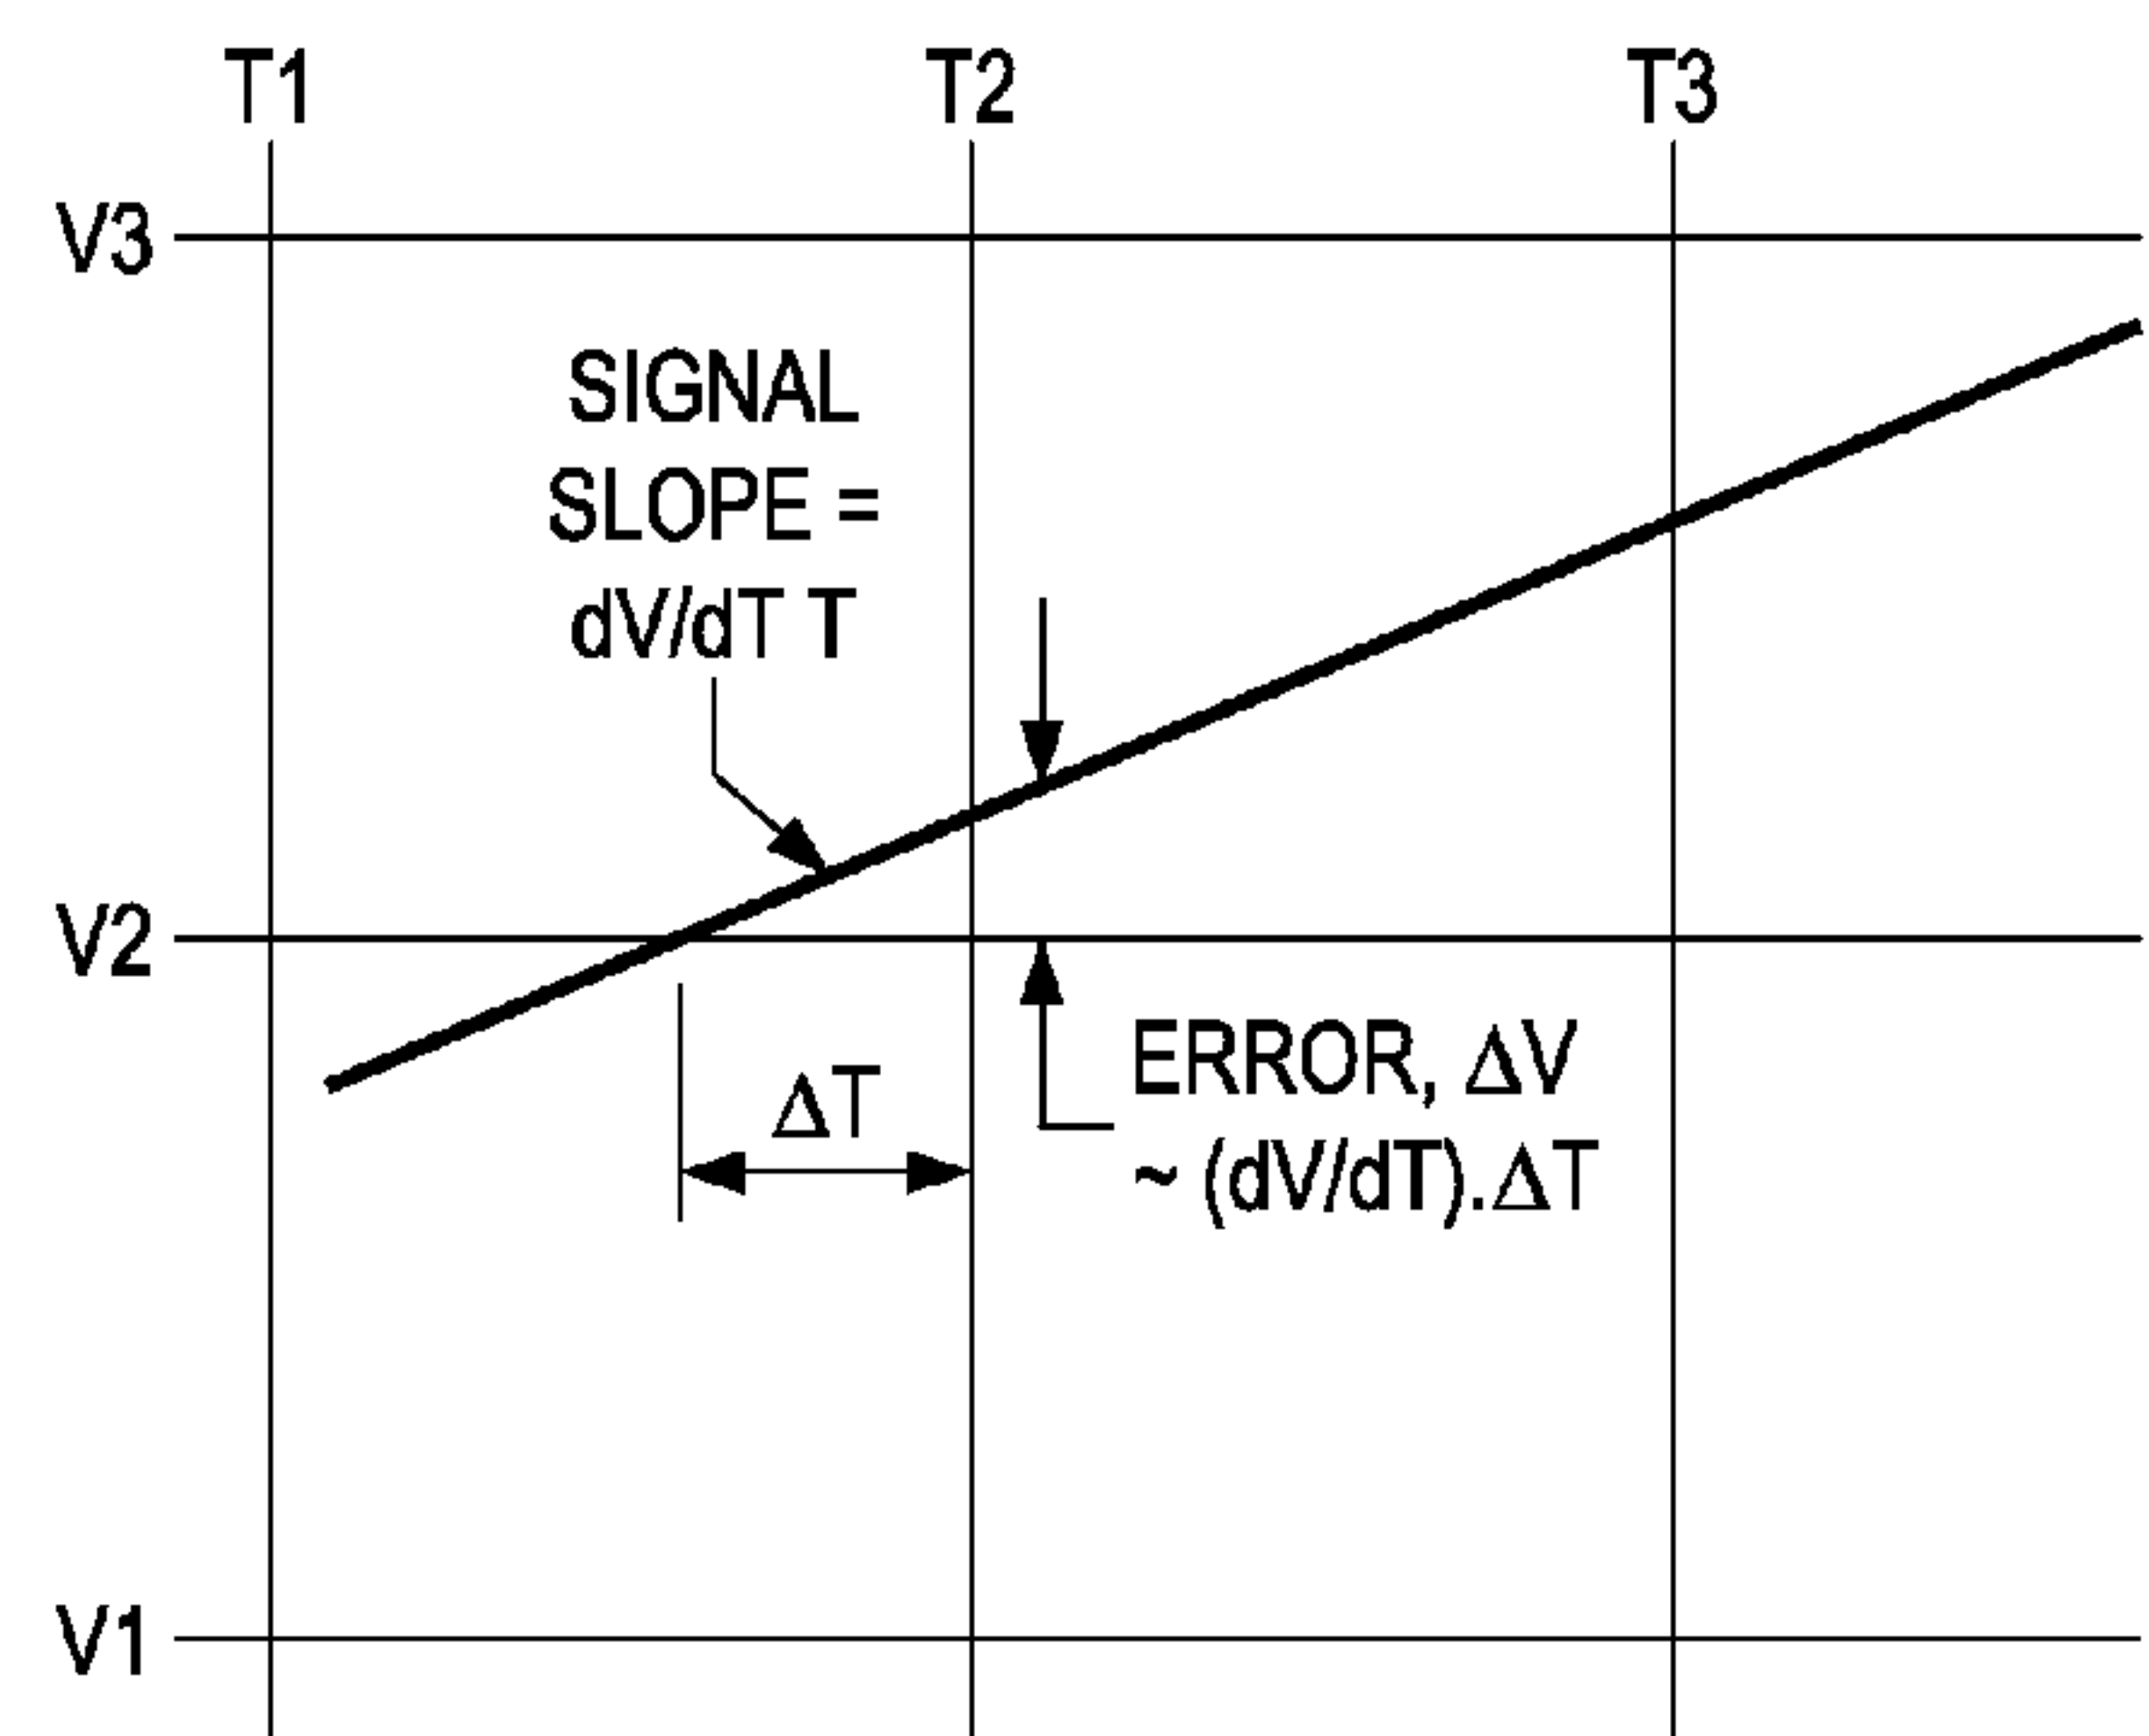 T1 T2 T3
V3
SIGNAL
SLOPE =
dV/dT T
V2
ERROR, ΔV
ΔT
~ (dV/dT).ΔT
V1